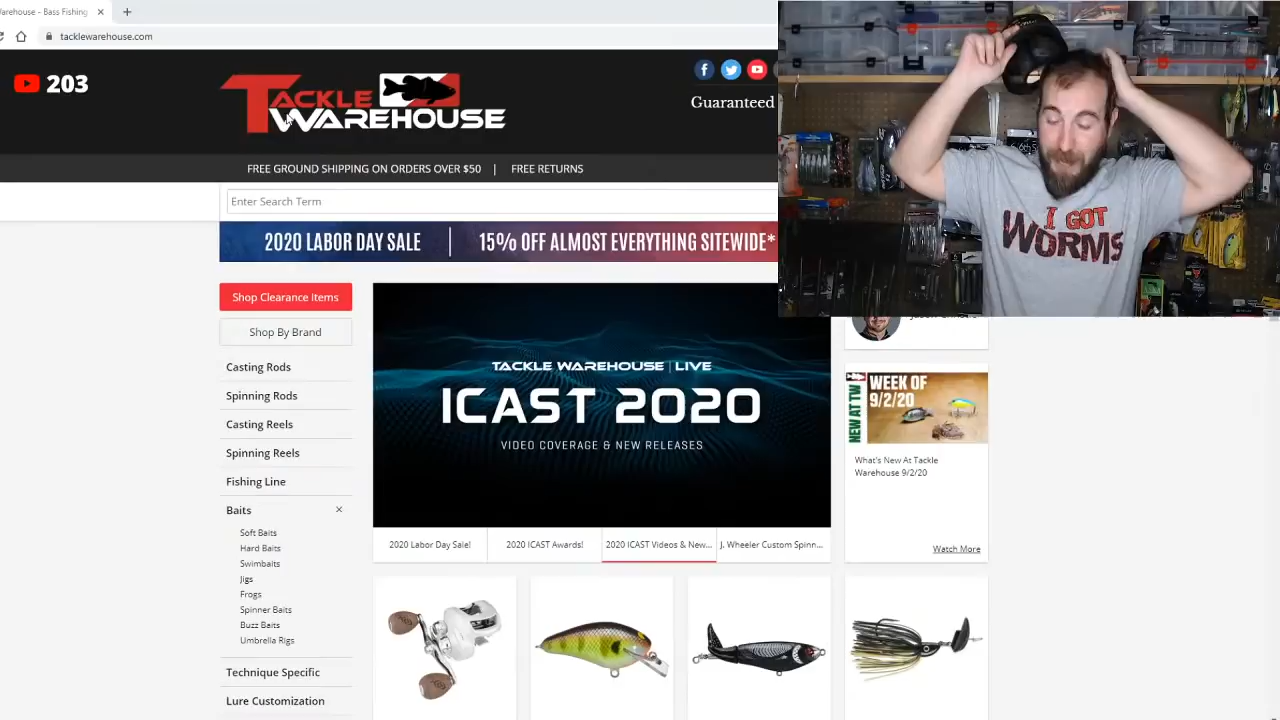 Warehouse - Bass Fishing
tacklewarehouse.com
203
TACKLE
WAREHOUSE
Guaranteed
FREE GROUND SHIPPING ON ORDERS OVER $50 | FREE RETURNS
Enter Search Term
2020 LABOR DAY SALE | 15% OFF ALMOST EVERYTHING SITEWIDE*
I GOT
WORMS
Shop Clearance Items
Shop By Brand
Casting Rods
Spinning Rods
Casting Reels
Spinning Reels
Fishing Line
Baits
Soft Baits
Hard Baits
Swimbaits
Jigs
Frogs
Spinner Baits
Buzz Baits
Umbrella Rigs
Technique Specific
Lure Customization
TACKLE WAREHOUSE | LIVE
ICAST 2020
VIDEO COVERAGE & NEW RELEASES
2020 Labor Day Sale!
2020 ICAST Awards!
2020 ICAST Videos & New...
J. Wheeler Custom Spinn...
NEW AT TW
WEEK OF
9/2/20
What's New At Tackle
Warehouse 9/2/20
Watch More